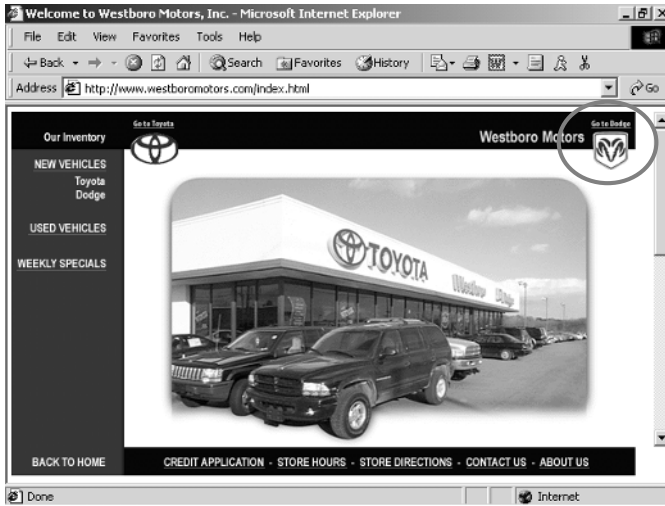 Welcome to Westboro Motors, Inc. - Microsoft Internet Explorer
File Edit View Favorites Tools Help
Back Search Favorites History
Address http://www.westboromotors.com/index.html Go
Go to Toyota
Go to Dodge
Our Inventory
Westboro Motors
NEW VEHICLES
Toyota
Dodge
USED VEHICLES
WEEKLY SPECIALS
TOYOTA
Westboro Dodge
BACK TO HOME
CREDIT APPLICATION - STORE HOURS - STORE DIRECTIONS - CONTACT US - ABOUT US
Done Internet